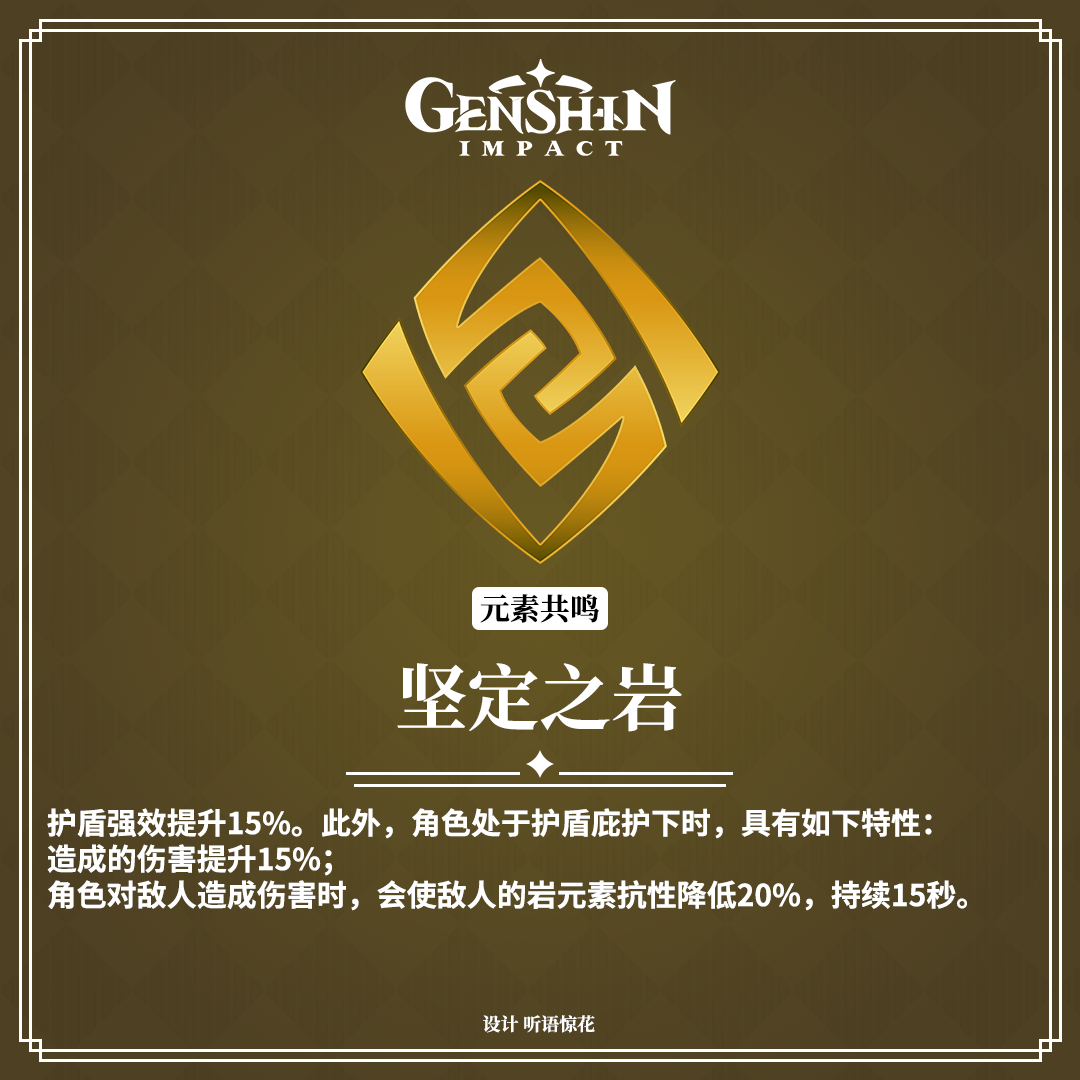 GENSHIN
IMPACT
元素共鸣
坚定之岩
护盾强效提升15%。此外，角色处于护盾庇护下时，具有如下特性：
造成的伤害提升15%；
角色对敌人造成伤害时，会使敌人的岩元素抗性降低20%，持续15秒。
设计 听语惊花